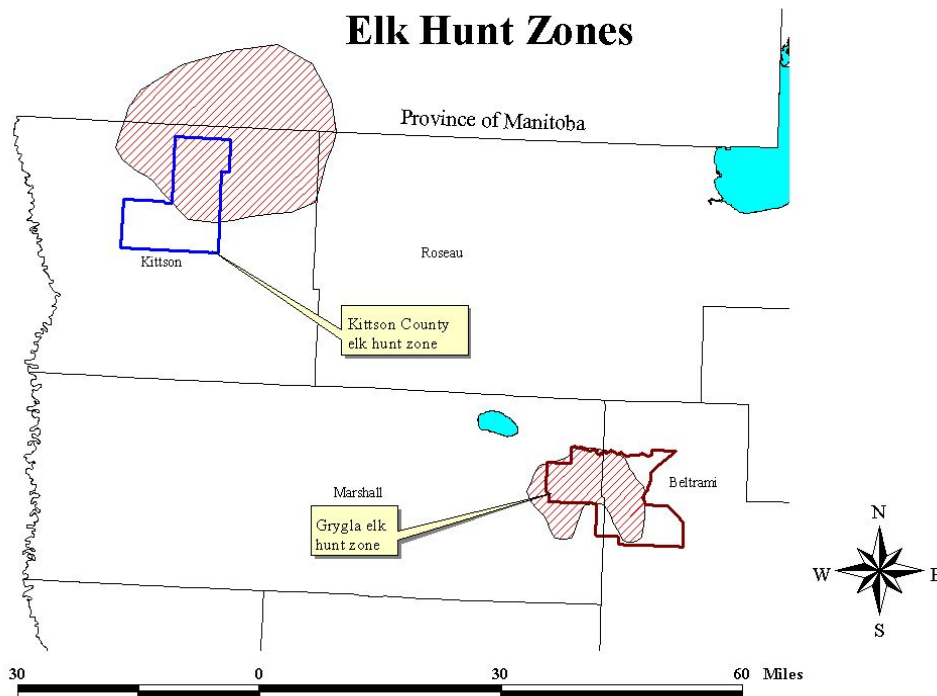 Elk Hunt Zones
Province of Manitoba
Roseau
Kittson
Kittson County
elk hunt zone
Beltrami
Marshall
Grygla elk
hunt zone
N
W
E
S
30 0 30 60 Miles